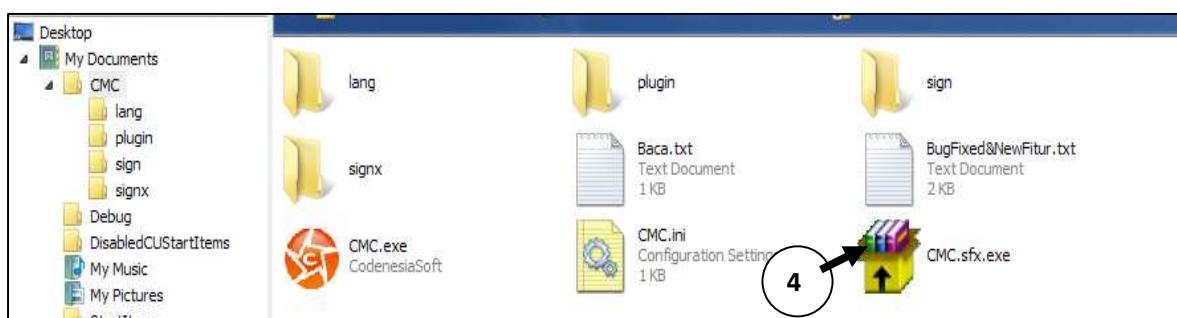 Desktop
My Documents
CMC
lang
plugin
sign
signx
Debug
DisabledCUStartItems
My Music
My Pictures
lang
plugin
sign
signx
Baca.txt
Text Document
1 KB
BugFixed&NewFitur.txt
Text Document
2 KB
CMC.exe
CodenesiaSoft
CMC.ini
Configuration Setting
1 KB
CMC.sfx.exe
4